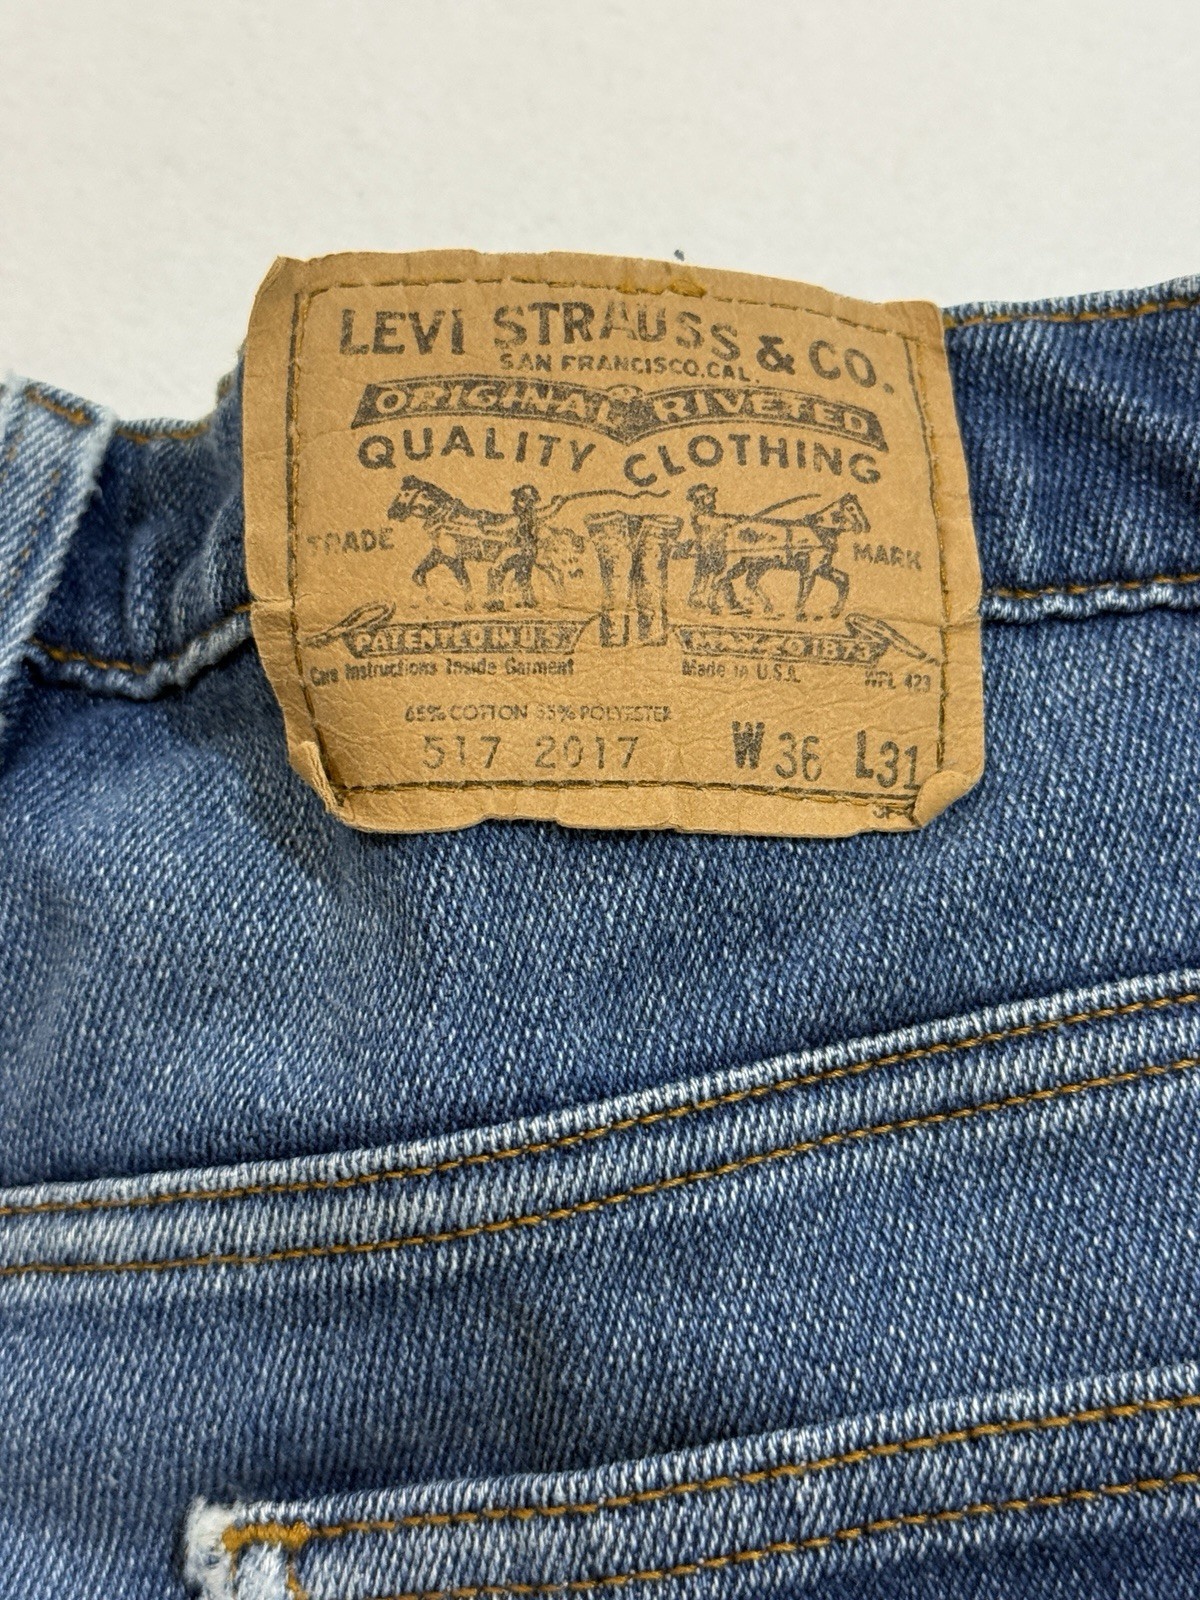 LEVI STRAUSS & CO.
SAN FRANCISCO, CAL.
ORIGINAL RIVETED
QUALITY CLOTHING
TRADE MARK
PATENTED IN U.S. MAY 20 1873
Care Instructions Inside Garment Made in U.S.A. WPL 423
65% COTTON 35% POLYESTER
517 2017 W 36 L31